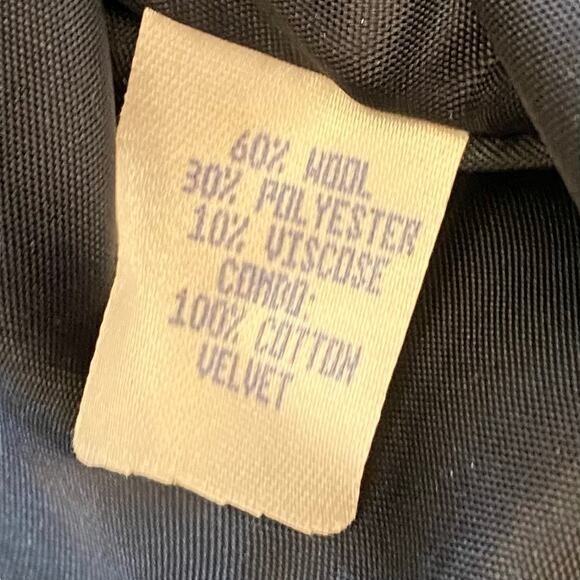 60% WOOL
30% POLYESTER
10% VISCOSE
COMBO:
100% COTTON
VELVET